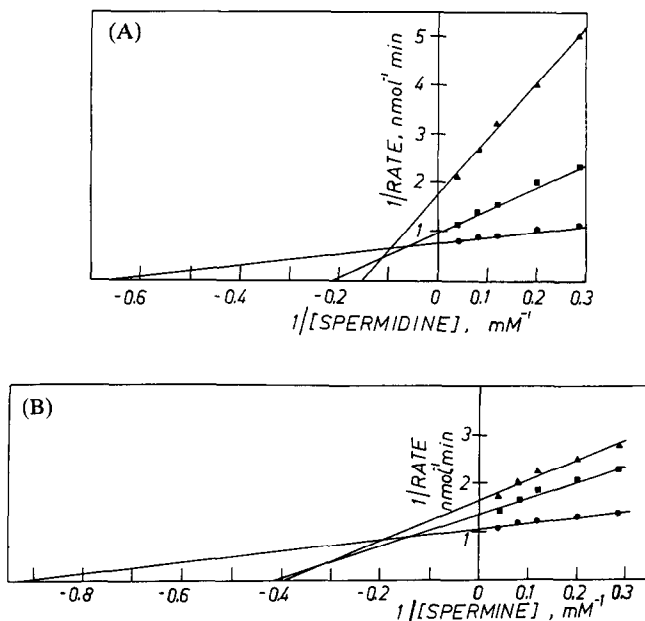 (A)
5
4
3
2
1
1/RATE, nmol⁻¹ min
-0.6 -0.4 -0.2 0 0.1 0.2 0.3
1/[SPERMIDINE], mM⁻¹
(B)
3
2
1
1/RATE
nmol⁻¹min
-0.8 -0.6 -0.4 -0.2 0 0.1 0.2 0.3
1/[SPERMINE], mM⁻¹